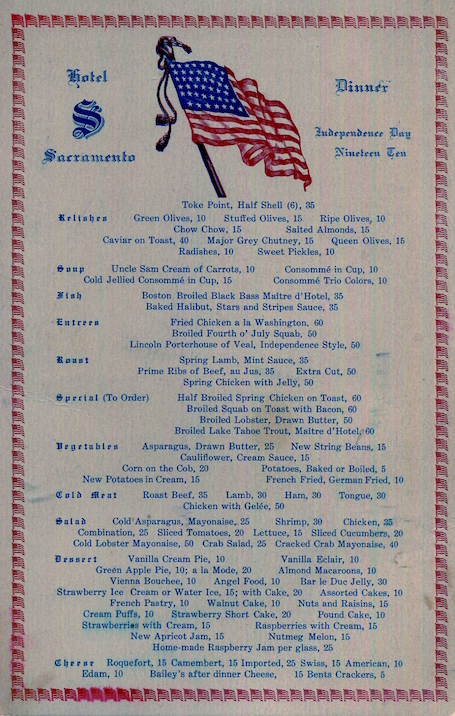 Hotel
S
Sacramento
Dinner
Independence Day
Nineteen Ten
Toke Point, Half Shell (6), 35
Relishes Green Olives, 10 Stuffed Olives, 15 Ripe Olives, 10
Chow Chow, 15 Salted Almonds, 15
Caviar on Toast, 40 Major Grey Chutney, 15 Queen Olives, 15
Radishes, 10 Sweet Pickles, 10
Soup Uncle Sam Cream of Carrots, 10 Consommé in Cup, 10
Cold Jellied Consommé in Cup, 15 Consommé Trio Colors, 10
Fish Boston Broiled Black Bass Maître d'Hotel, 35
Baked Halibut, Stars and Stripes Sauce, 35
Entrees Fried Chicken a la Washington, 60
Broiled Fourth o' July Squab, 50
Lincoln Porterhouse of Veal, Independence Style, 50
Roast Spring Lamb, Mint Sauce, 35
Prime Ribs of Beef, au Jus, 35 Extra Cut, 50
Spring Chicken with Jelly, 50
Special (To Order) Half Broiled Spring Chicken on Toast, 60
Broiled Squab on Toast with Bacon, 60
Broiled Lobster, Drawn Butter, 50
Broiled Lake Tahoe Trout, Maître d'Hotel, 60
Vegetables Asparagus, Drawn Butter, 25 New String Beans, 15
Cauliflower, Cream Sauce, 15
Corn on the Cob, 20 Potatoes, Baked or Boiled, 5
New Potatoes in Cream, 15 French Fried, German Fried, 10
Cold Meat Roast Beef, 35 Lamb, 30 Ham, 30 Tongue, 30
Chicken with Gelée, 50
Salad Cold Asparagus, Mayonaise, 25 Shrimp, 30 Chicken, 35
Combination, 25 Sliced Tomatoes, 20 Lettuce, 15 Sliced Cucumbers, 20
Cold Lobster Mayonaise, 50 Crab Salad, 25 Cracked Crab Mayonaise, 40
Dessert Vanilla Cream Pie, 10 Vanilla Eclair, 10
Green Apple Pie, 10; a la Mode, 20 Almond Macaroons, 10
Vienna Bouchee, 10 Angel Food, 10 Bar le Duc Jelly, 30
Strawberry Ice Cream or Water Ice, 15; with Cake, 20 Assorted Cakes, 10
French Pastry, 10 Walnut Cake, 10 Nuts and Raisins, 15
Cream Puffs, 10 Strawberry Short Cake, 20 Pound Cake, 10
Strawberries with Cream, 15 Raspberries with Cream, 15
New Apricot Jam, 15 Nutmeg Melon, 15
Home-made Raspberry Jam per glass, 25
Cheese Roquefort, 15 Camembert, 15 Imported, 25 Swiss, 15 American, 10
Edam, 10 Bailey's after dinner Cheese, 15 Bents Crackers, 5